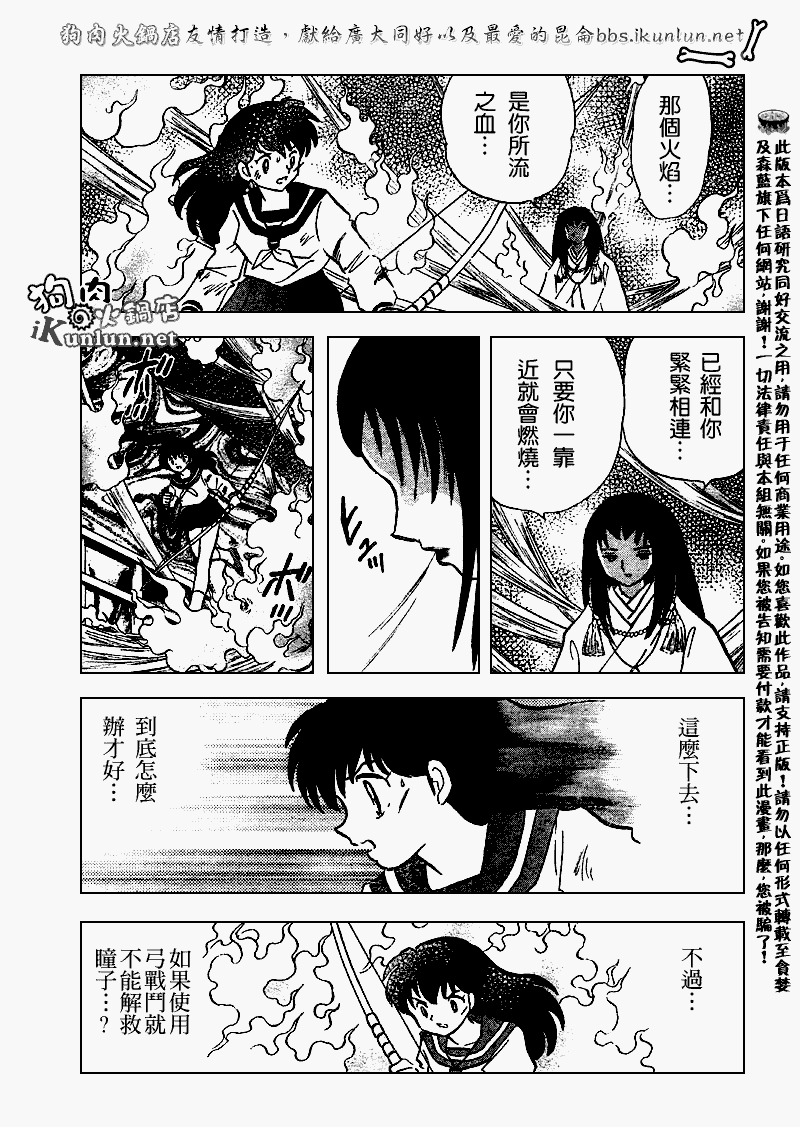 狗肉火鍋店友情打造，獻給廣大同好以及最愛的昆侖bbs.ikunlun.net
那個火焰…
是你所流
之血…
狗肉
火鍋店
iKunlun.net
已經和你
緊緊相連…
只要你一靠
近就會燃燒…
ビュッ
ボッ
ボッ
這麼下去…
到底怎麼
辦才好…
不過…
如果使用
弓戰鬥就
不能解救
瞳子…?
此版本爲日語研究同好交流之用，請勿用于任何商業用途。如您喜歡此作品，請支持正版！請勿以任何形式轉載至貪婪
及森藍旗下任何網站，謝謝！一切法律責任與本組無關。如果您被告知需要付款才能看到此漫畫，那麼，您被騙了！